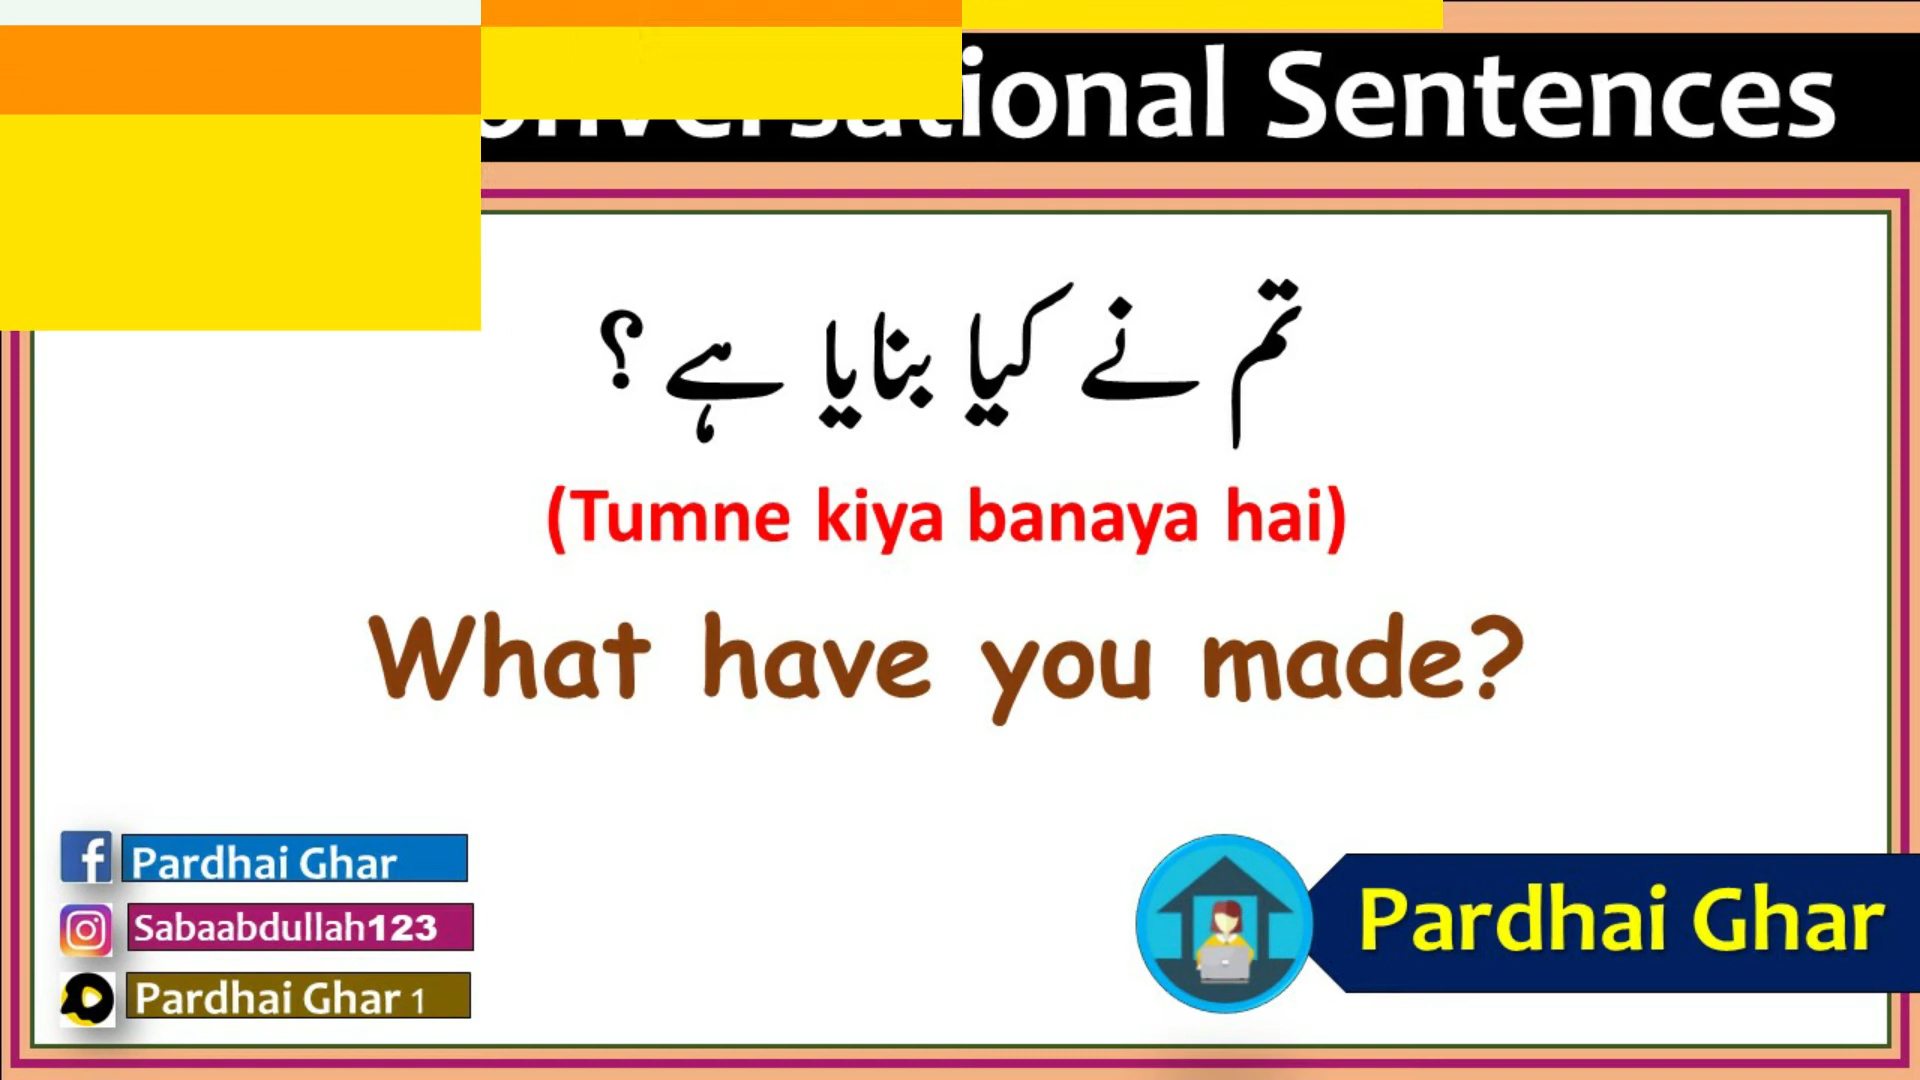 Sentences
تم نے کیا بنایا ہے ؟
(Tumne kiya banaya hai)
What have you made?
Pardhai Ghar
Sabaabdullah123
Pardhai Ghar 1
Pardhai Ghar